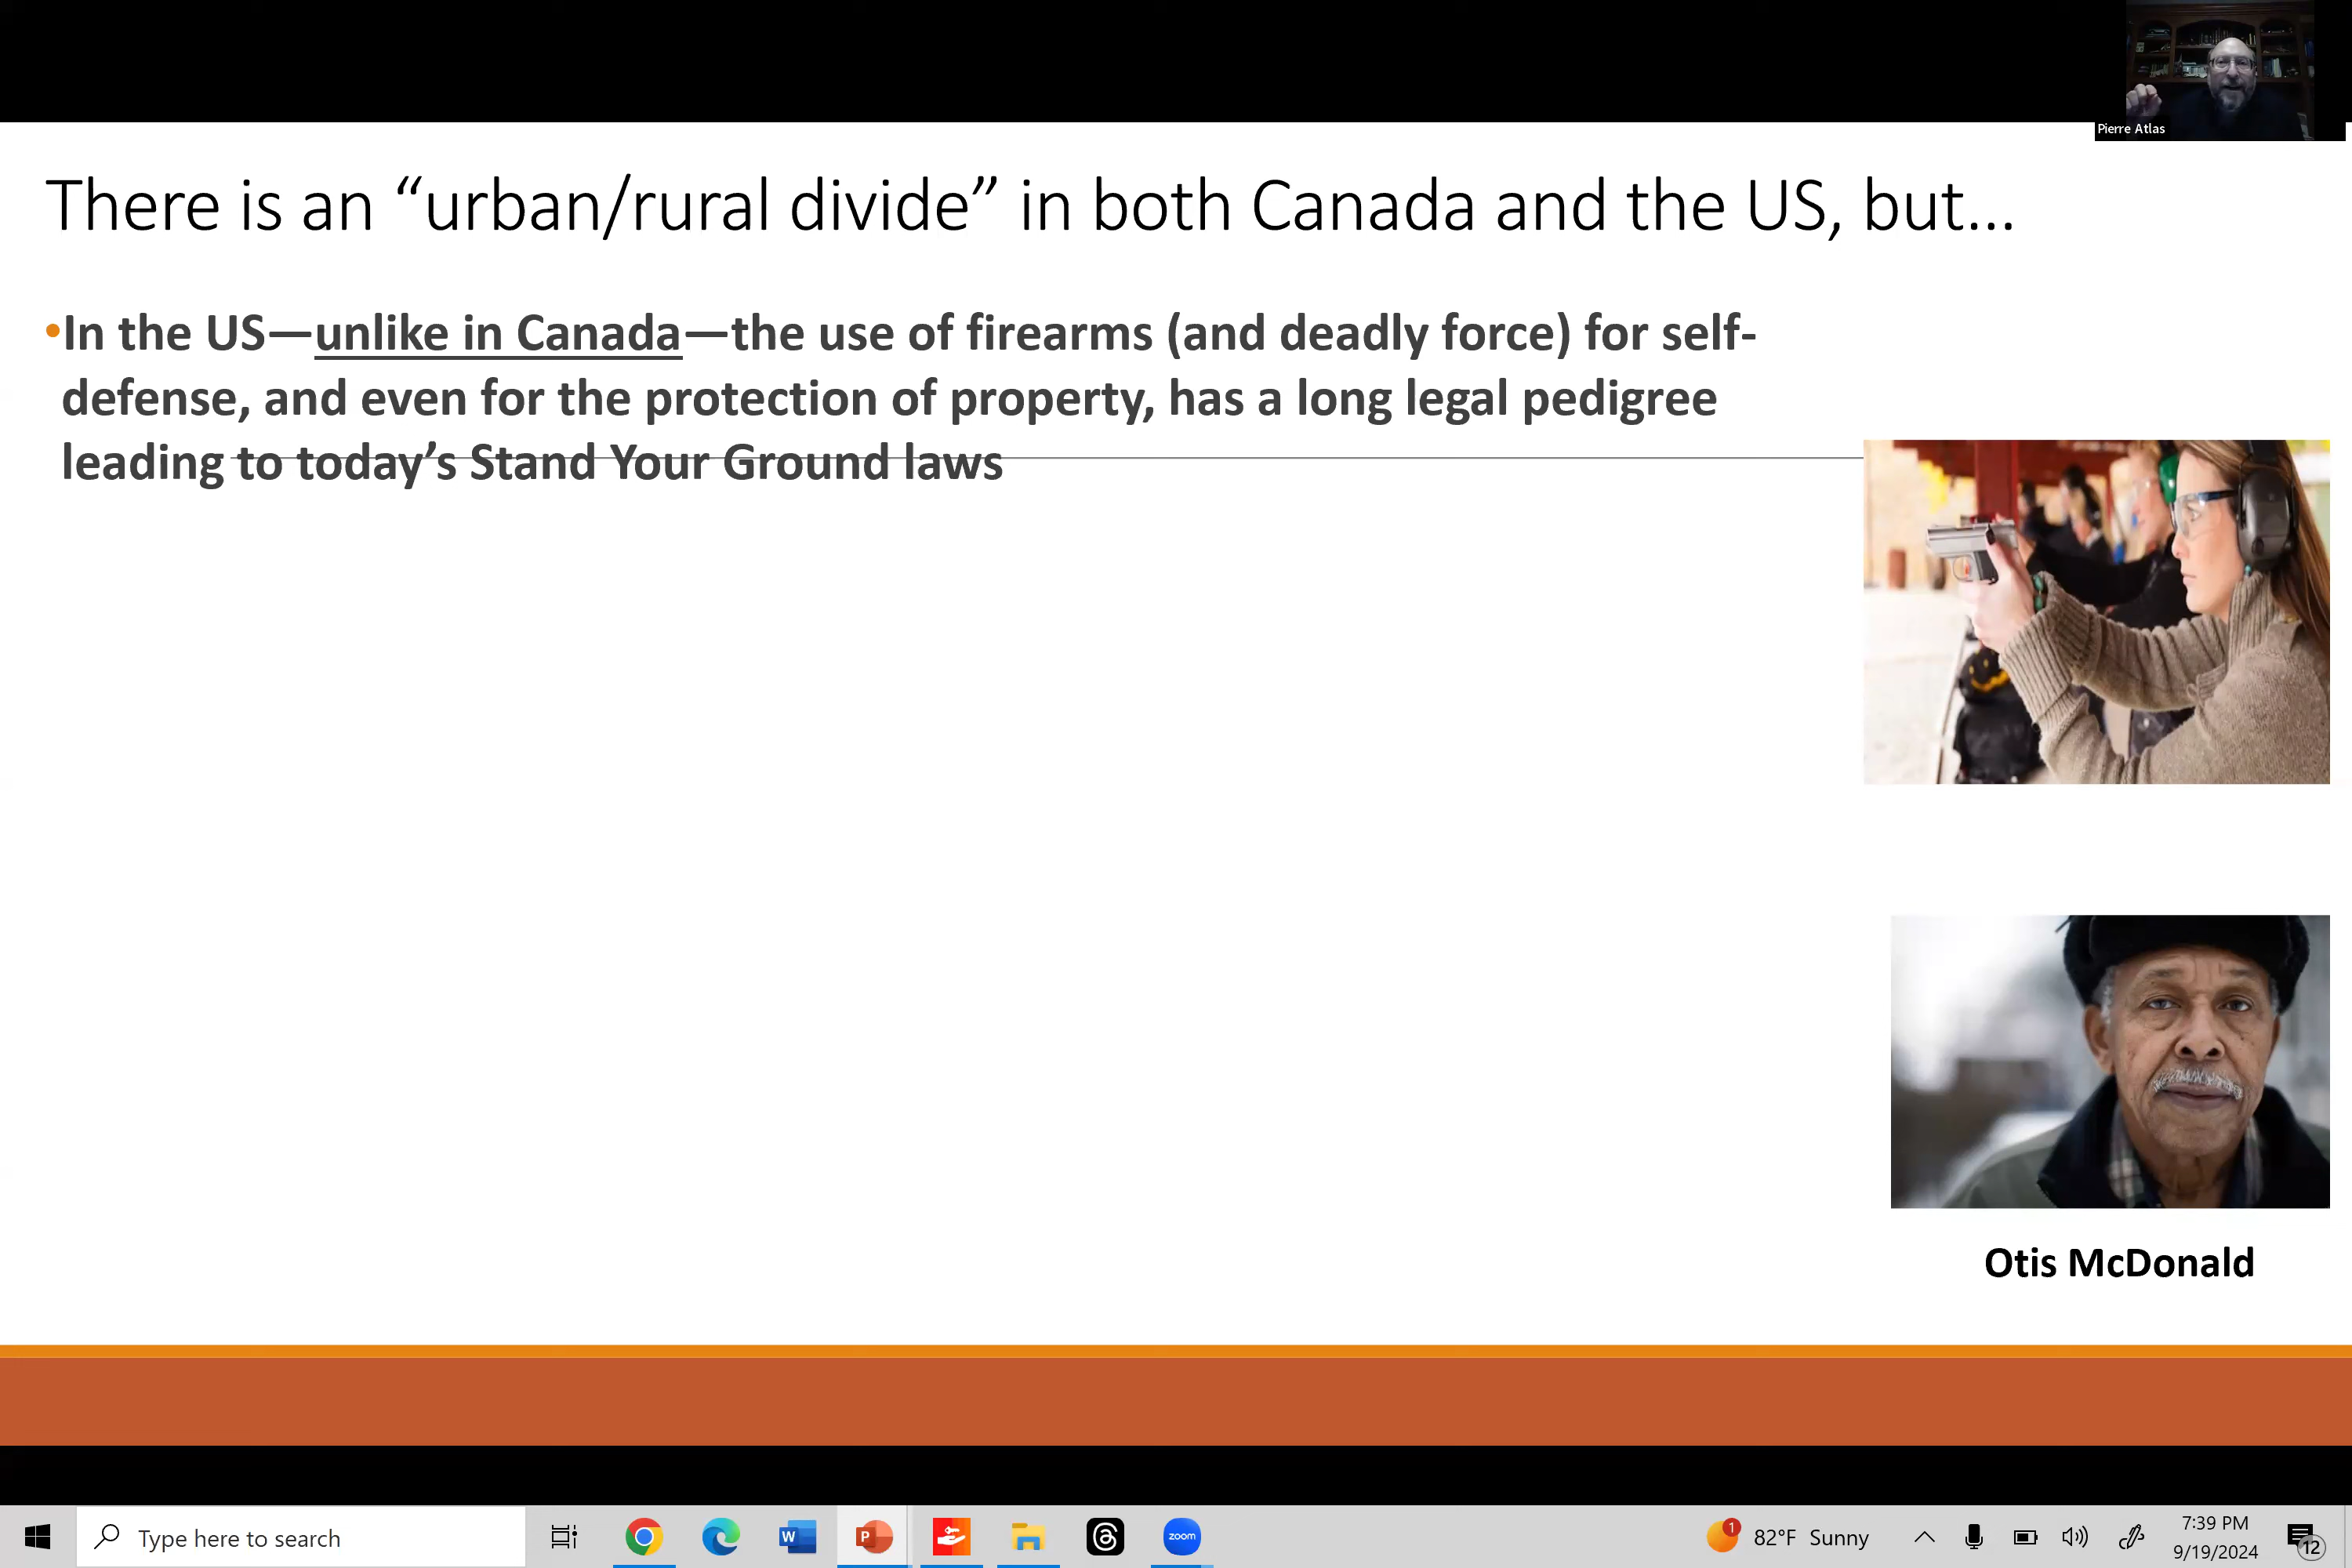 Pierre Atlas
There is an “urban/rural divide” in both Canada and the US, but…
•In the US—unlike in Canada—the use of firearms (and deadly force) for self-
defense, and even for the protection of property, has a long legal pedigree
leading to today’s Stand Your Ground laws
Otis McDonald
Type here to search
W
P
zoom
1
82°F Sunny
7:39 PM
9/19/2024
12